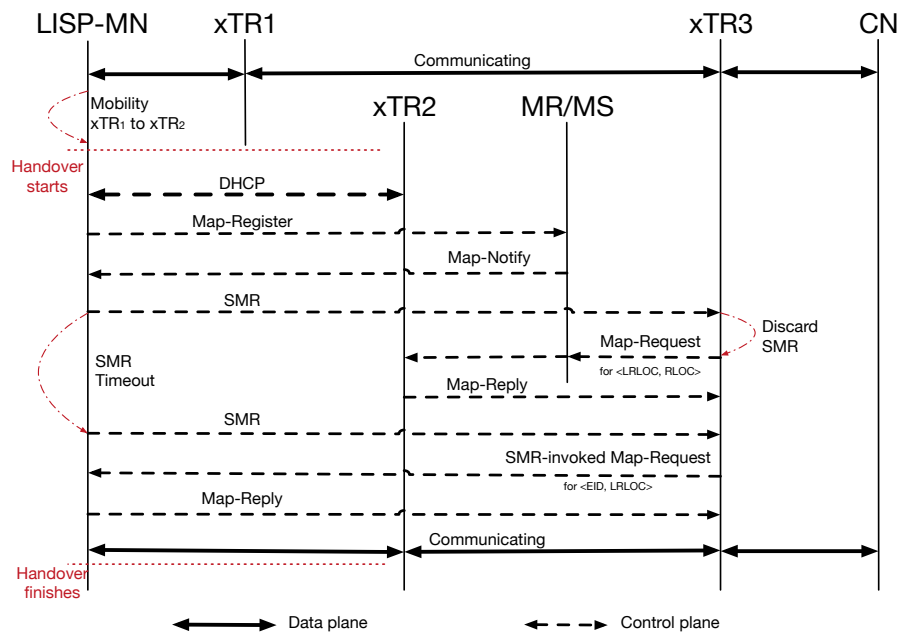 LISP-MN xTR1 xTR3 CN
Communicating
Mobility
xTR1 to xTR2
xTR2 MR/MS
Handover
starts
DHCP
Map-Register
Map-Notify
SMR
Discard
SMR
Map-Request
for <LRLOC, RLOC>
SMR
Timeout
Map-Reply
SMR
SMR-invoked Map-Request
for <EID, LRLOC>
Map-Reply
Communicating
Handover
finishes
Data plane Control plane